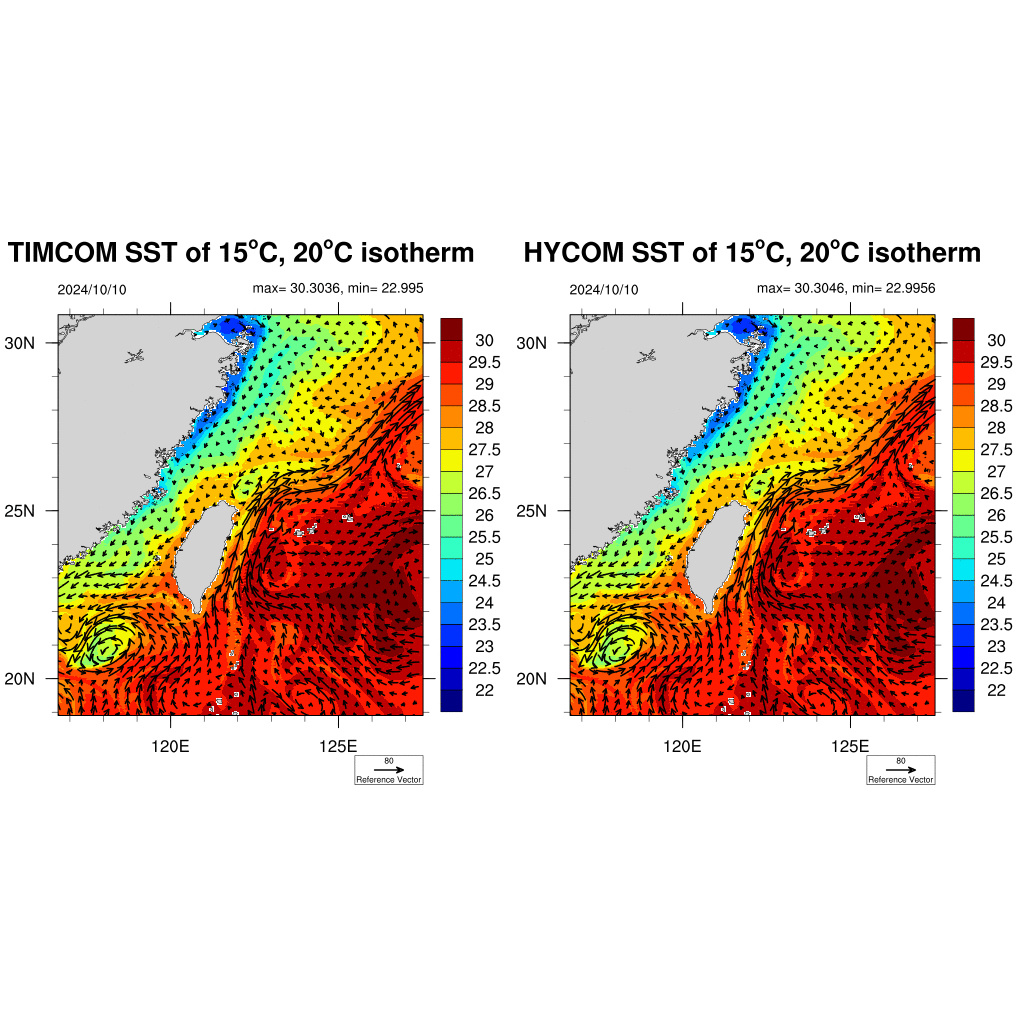 TIMCOM SST of 15°C, 20°C isotherm
2024/10/10
max= 30.3036, min= 22.995
30N
25N
20N
120E
125E
30
29.5
29
28.5
28
27.5
27
26.5
26
25.5
25
24.5
24
23.5
23
22.5
22
80
Reference Vector
HYCOM SST of 15°C, 20°C isotherm
2024/10/10
max= 30.3046, min= 22.9956
30N
25N
20N
120E
125E
30
29.5
29
28.5
28
27.5
27
26.5
26
25.5
25
24.5
24
23.5
23
22.5
22
80
Reference Vector